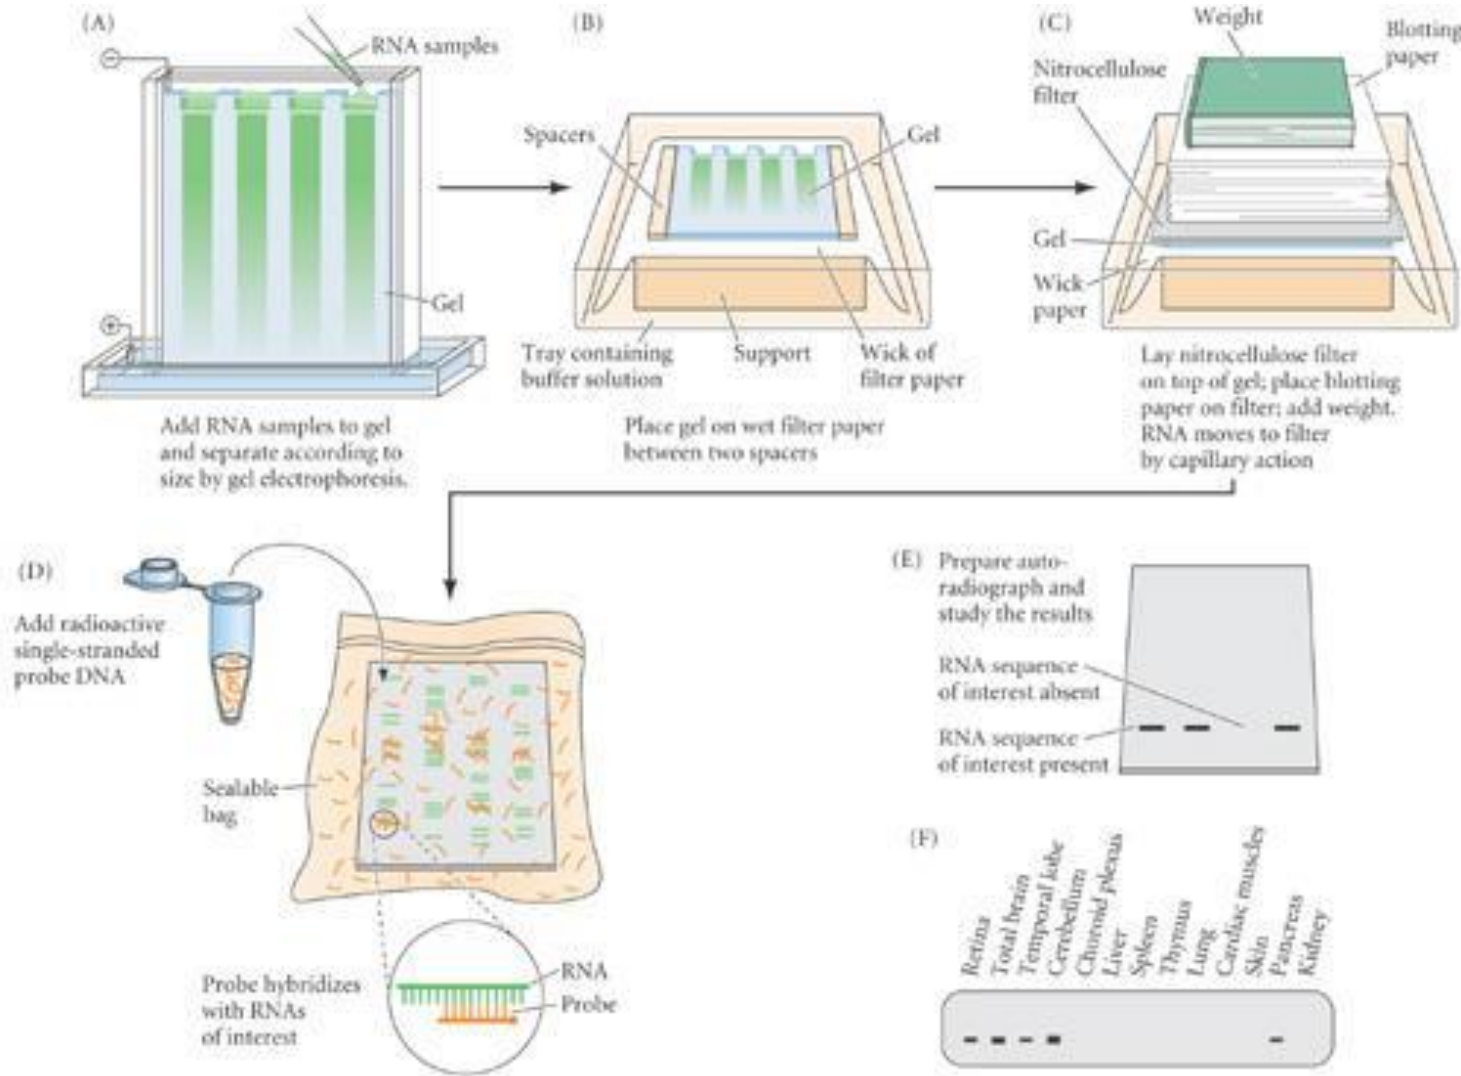 (A)
RNA samples
Gel
Add RNA samples to gel
and separate according to
size by gel electrophoresis.
(B)
Spacers
Gel
Tray containing
buffer solution
Support
Wick of
filter paper
Place gel on wet filter paper
between two spacers
(C)
Weight
Blotting
paper
Nitrocellulose
filter
Gel
Wick
paper
Lay nitrocellulose filter
on top of gel; place blotting
paper on filter; add weight.
RNA moves to filter
by capillary action
(D)
Add radioactive
single-stranded
probe DNA
Sealable
bag
Probe hybridizes
with RNAs
of interest
RNA
Probe
(E)
Prepare auto-
radiograph and
study the results
RNA sequence
of interest absent
RNA sequence
of interest present
(F)
Retina
Total brain
Temporal lobe
Cerebellum
Choroid plexus
Liver
Spleen
Thymus
Lung
Cardiac muscles
Skin
Pancreas
Kidney